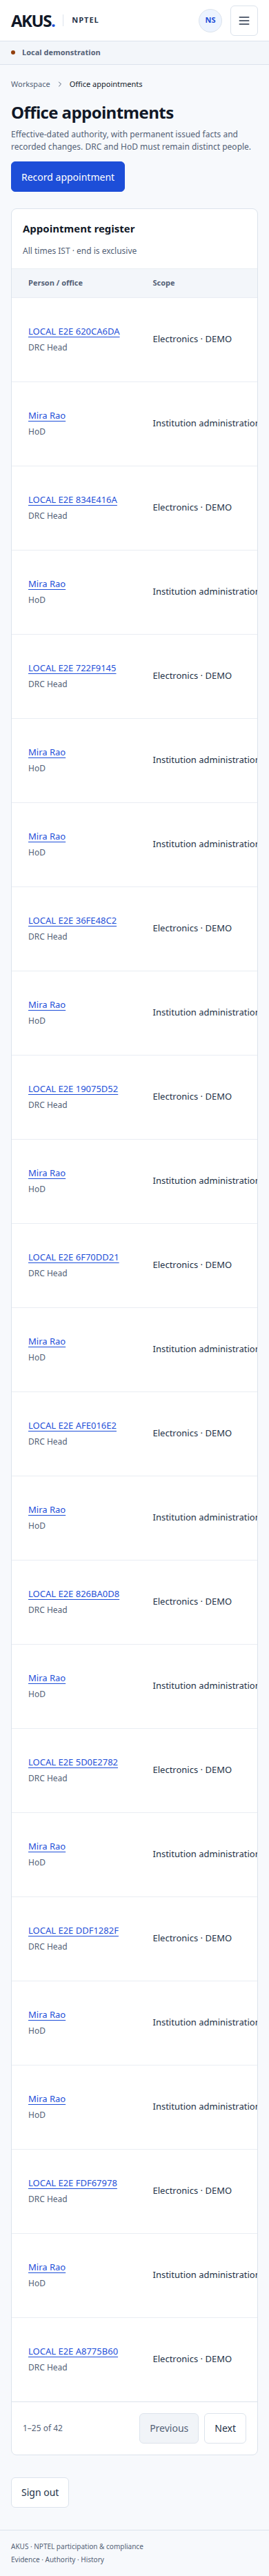 AKUS. NPTEL NS
Local demonstration
Workspace > Office appointments
Office appointments
Effective-dated authority, with permanent issued facts and
recorded changes. DRC and HoD must remain distinct people.
Record appointment
Appointment register
All times IST · end is exclusive
Person / office Scope
LOCAL E2E 620CA6DA
DRC Head
Electronics · DEMO
Mira Rao
HoD
Institution administration
LOCAL E2E 834E416A
DRC Head
Electronics · DEMO
Mira Rao
HoD
Institution administration
LOCAL E2E 722F9145
DRC Head
Electronics · DEMO
Mira Rao
HoD
Institution administration
Mira Rao
HoD
Institution administration
LOCAL E2E 36FE48C2
DRC Head
Electronics · DEMO
Mira Rao
HoD
Institution administration
LOCAL E2E 19075D52
DRC Head
Electronics · DEMO
Mira Rao
HoD
Institution administration
LOCAL E2E 6F70DD21
DRC Head
Electronics · DEMO
Mira Rao
HoD
Institution administration
LOCAL E2E AFE016E2
DRC Head
Electronics · DEMO
Mira Rao
HoD
Institution administration
LOCAL E2E 826BA0D8
DRC Head
Electronics · DEMO
Mira Rao
HoD
Institution administration
LOCAL E2E 5D0E2782
DRC Head
Electronics · DEMO
Mira Rao
HoD
Institution administration
LOCAL E2E DDF1282F
DRC Head
Electronics · DEMO
Mira Rao
HoD
Institution administration
Mira Rao
HoD
Institution administration
LOCAL E2E FDF67978
DRC Head
Electronics · DEMO
Mira Rao
HoD
Institution administration
LOCAL E2E A8775B60
DRC Head
Electronics · DEMO
1–25 of 42 Previous Next
Sign out
AKUS · NPTEL participation & compliance
Evidence · Authority · History